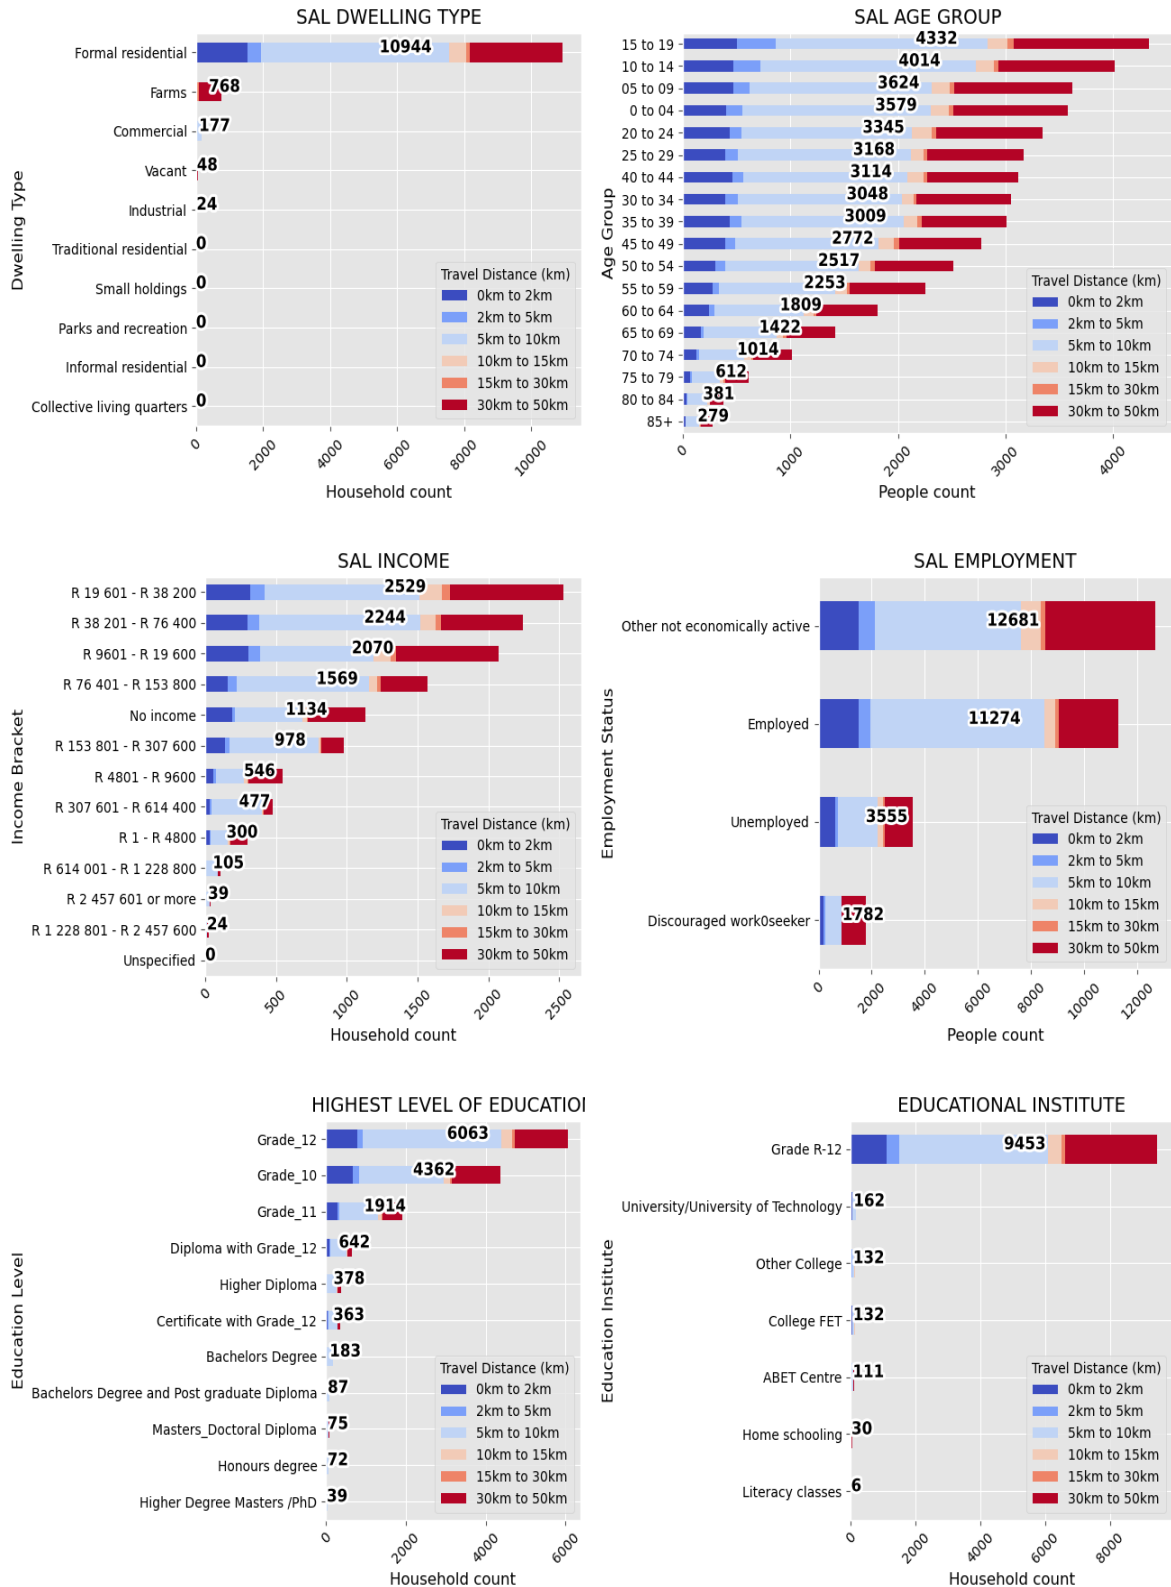 SAL DWELLING TYPE
Dwelling Type
Formal residential
10944
Farms
768
Commercial
177
Vacant
48
Industrial
24
Traditional residential
0
Small holdings
0
Parks and recreation
0
Informal residential
0
Collective living quarters
0
Travel Distance (km)
0km to 2km
2km to 5km
5km to 10km
10km to 15km
15km to 30km
30km to 50km
0 2000 4000 6000 8000 10000
Household count
SAL AGE GROUP
Age Group
15 to 19
4332
10 to 14
4014
05 to 09
3624
0 to 04
3579
20 to 24
3345
25 to 29
3168
40 to 44
3114
30 to 34
3048
35 to 39
3009
45 to 49
2772
50 to 54
2517
55 to 59
2253
60 to 64
1809
65 to 69
1422
70 to 74
1014
75 to 79
612
80 to 84
381
85+
279
Travel Distance (km)
0km to 2km
2km to 5km
5km to 10km
10km to 15km
15km to 30km
30km to 50km
0 1000 2000 3000 4000
People count
SAL INCOME
Income Bracket
R 19 601 - R 38 200
2529
R 38 201 - R 76 400
2244
R 9601 - R 19 600
2070
R 76 401 - R 153 800
1569
No income
1134
R 153 801 - R 307 600
978
R 4801 - R 9600
546
R 307 601 - R 614 400
477
R 1 - R 4800
300
R 614 001 - R 1 228 800
105
R 2 457 601 or more
39
R 1 228 801 - R 2 457 600
24
Unspecified
0
Travel Distance (km)
0km to 2km
2km to 5km
5km to 10km
10km to 15km
15km to 30km
30km to 50km
0 500 1000 1500 2000 2500
Household count
SAL EMPLOYMENT
Employment Status
Other not economically active
12681
Employed
11274
Unemployed
3555
Discouraged work0seeker
1782
Travel Distance (km)
0km to 2km
2km to 5km
5km to 10km
10km to 15km
15km to 30km
30km to 50km
0 2000 4000 6000 8000 10000 12000
People count
HIGHEST LEVEL OF EDUCATIO
Education Level
Grade_12
6063
Grade_10
4362
Grade_11
1914
Diploma with Grade_12
642
Higher Diploma
378
Certificate with Grade_12
363
Bachelors Degree
183
Bachelors Degree and Post graduate Diploma
87
Masters_Doctoral Diploma
75
Honours degree
72
Higher Degree Masters /PhD
39
Travel Distance (km)
0km to 2km
2km to 5km
5km to 10km
10km to 15km
15km to 30km
30km to 50km
0 2000 4000 6000
Household count
EDUCATIONAL INSTITUTE
Education Institute
Grade R-12
9453
University/University of Technology
162
Other College
132
College FET
132
ABET Centre
111
Home schooling
30
Literacy classes
6
Travel Distance (km)
0km to 2km
2km to 5km
5km to 10km
10km to 15km
15km to 30km
30km to 50km
0 2000 4000 6000 8000
Household count